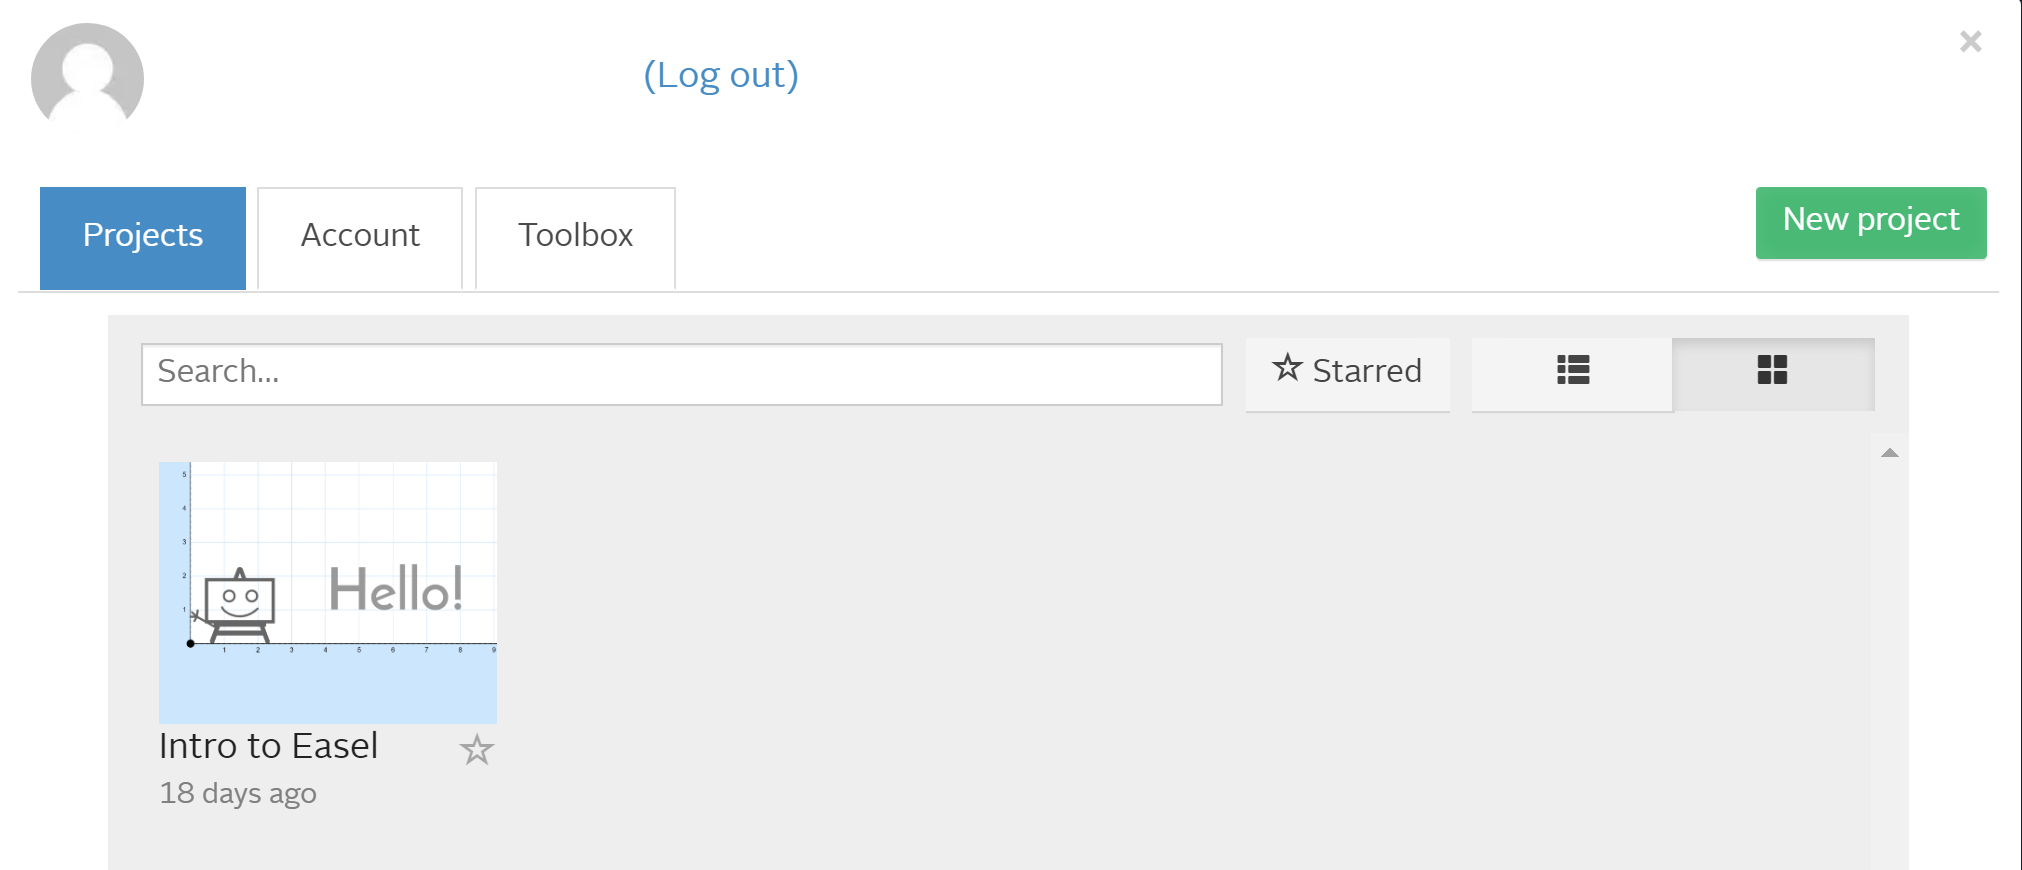 (Log out)
×
Projects
Account
Toolbox
New project
Search...
Starred
5
4
3
2
1
Hello!
1 2 3 4 5 6 7 8 9
Intro to Easel
18 days ago